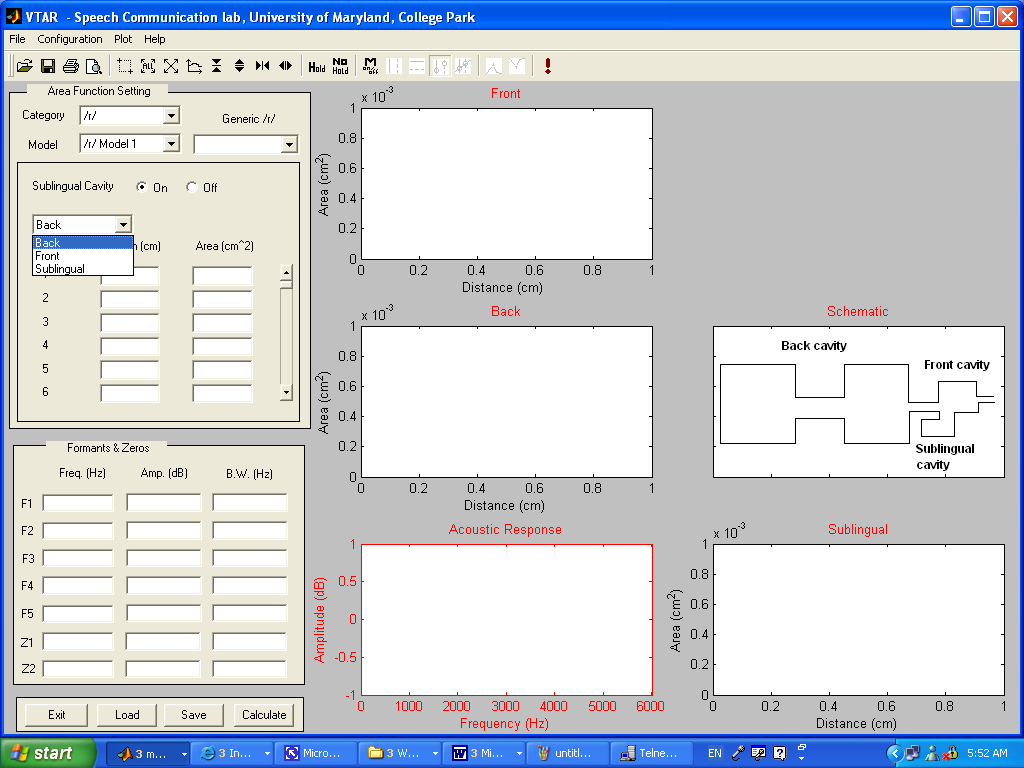 VTAR - Speech Communication lab, University of Maryland, College Park
File Configuration Plot Help
ALL Hold No Hold M on/off
Area Function Setting
Category /r/ Generic /r/
Model /r/ Model 1
Sublingual Cavity On Off
Back
Back
Front
Sublingual
(cm) Area (cm^2)
2
3
4
5
6
Formants & Zeros
Freq. (Hz) Amp. (dB) B.W. (Hz)
F1
F2
F3
F4
F5
Z1
Z2
Exit Load Save Calculate
Front
x 10-3
1
0.8
0.6
0.4
0.2
0
Area (cm2)
0 0.2 0.4 0.6 0.8 1
Distance (cm)
Back
x 10-3
1
0.8
0.6
0.4
0.2
0
Area (cm2)
0 0.2 0.4 0.6 0.8 1
Distance (cm)
Schematic
Back cavity
Front cavity
Sublingual
cavity
Acoustic Response
1
0.5
0
-0.5
-1
Amplitude (dB)
0 1000 2000 3000 4000 5000 6000
Frequency (Hz)
Sublingual
x 10-3
1
0.8
0.6
0.4
0.2
0
Area (cm2)
0 0.2 0.4 0.6 0.8 1
Distance (cm)
start 3 m... 3 In... Micro... 3 W... 3 Mi... untitl... Telne... EN 5:52 AM